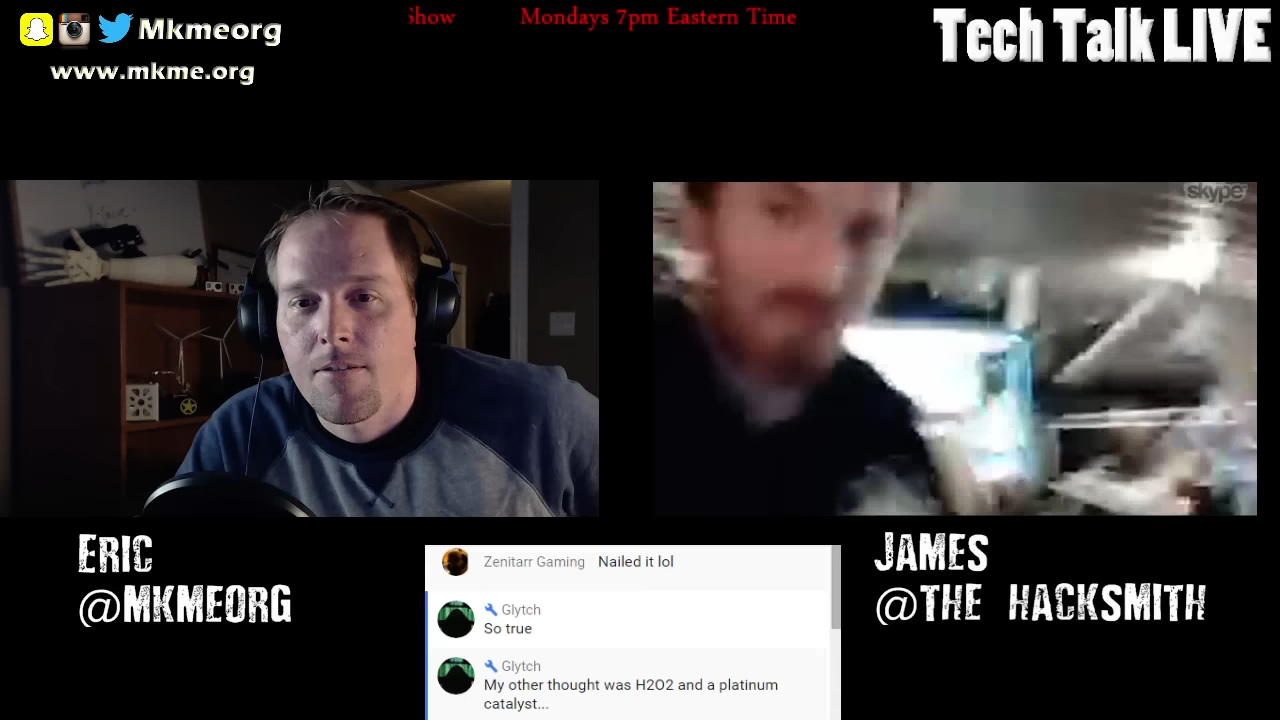 Mkmeorg
www.mkme.org
Show Mondays 7pm Eastern Time
Tech Talk LIVE
skype
ERIC
@MKMEORG
JAMES
@THE HACKSMITH
Zenitarr Gaming Nailed it lol
Glytch
So true
Glytch
My other thought was H2O2 and a platinum
catalyst...